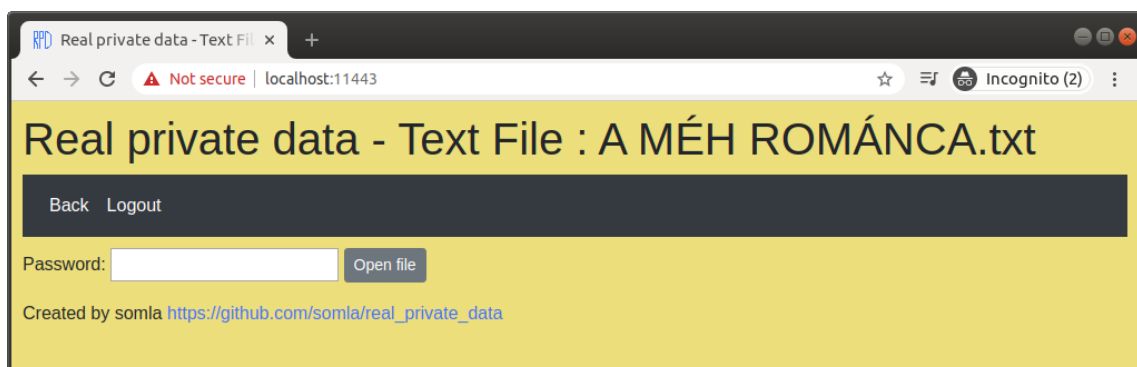 RPD Real private data - Text Fil
Not secure localhost:11443 Incognito (2)
Real private data - Text File : A MÉH ROMÁNCA.txt
Back Logout
Password: Open file
Created by somla https://github.com/somla/real_private_data